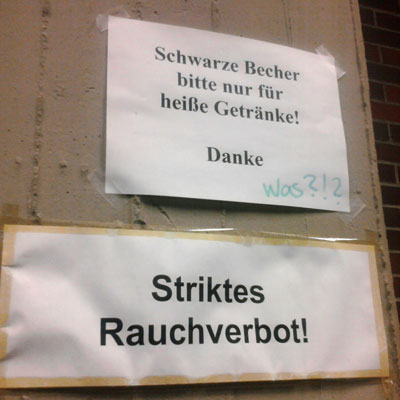 Schwarze Becher
bitte nur für
heiße Getränke!
Danke
Was?!?
Striktes
Rauchverbot!